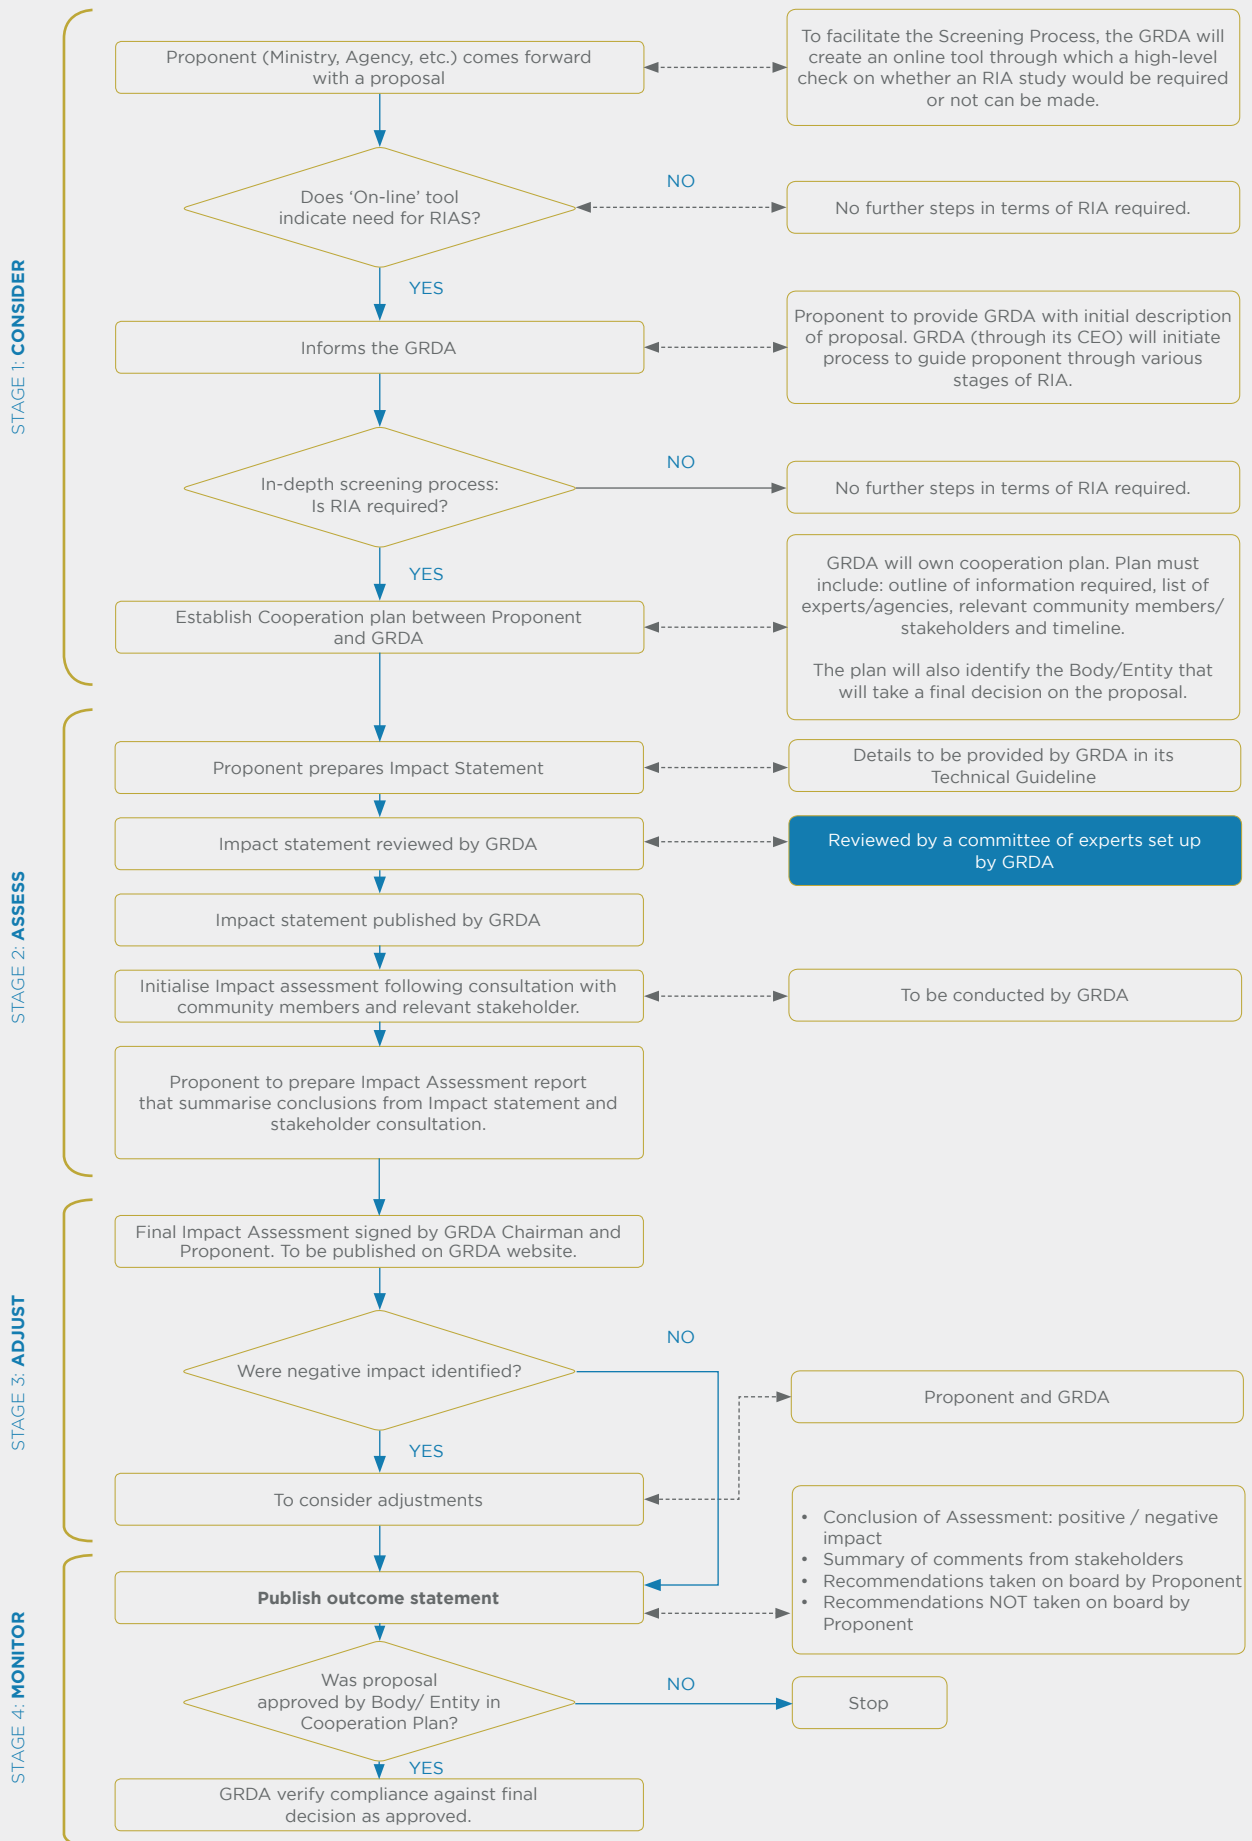 STAGE 1: CONSIDER
Proponent (Ministry, Agency, etc.) comes forward
with a proposal
To facilitate the Screening Process, the GRDA will
create an online tool through which a high-level
check on whether an RIA study would be required
or not can be made.
Does ‘On-line’ tool
indicate need for RIAS?
NO
No further steps in terms of RIA required.
YES
Informs the GRDA
Proponent to provide GRDA with initial description
of proposal. GRDA (through its CEO) will initiate
process to guide proponent through various
stages of RIA.
In-depth screening process:
Is RIA required?
NO
No further steps in terms of RIA required.
YES
Establish Cooperation plan between Proponent
and GRDA
GRDA will own cooperation plan. Plan must
include: outline of information required, list of
experts/agencies, relevant community members/
stakeholders and timeline.
The plan will also identify the Body/Entity that
will take a final decision on the proposal.
STAGE 2: ASSESS
Proponent prepares Impact Statement
Details to be provided by GRDA in its
Technical Guideline
Impact statement reviewed by GRDA
Reviewed by a committee of experts set up
by GRDA
Impact statement published by GRDA
Initialise Impact assessment following consultation with
community members and relevant stakeholder.
To be conducted by GRDA
Proponent to prepare Impact Assessment report
that summarise conclusions from Impact statement and
stakeholder consultation.
STAGE 3: ADJUST
Final Impact Assessment signed by GRDA Chairman and
Proponent. To be published on GRDA website.
Were negative impact identified?
NO
YES
Proponent and GRDA
To consider adjustments
STAGE 4: MONITOR
Publish outcome statement
• Conclusion of Assessment: positive / negative
impact
• Summary of comments from stakeholders
• Recommendations taken on board by Proponent
• Recommendations NOT taken on board by
Proponent
Was proposal
approved by Body/ Entity in
Cooperation Plan?
NO
Stop
YES
GRDA verify compliance against final
decision as approved.